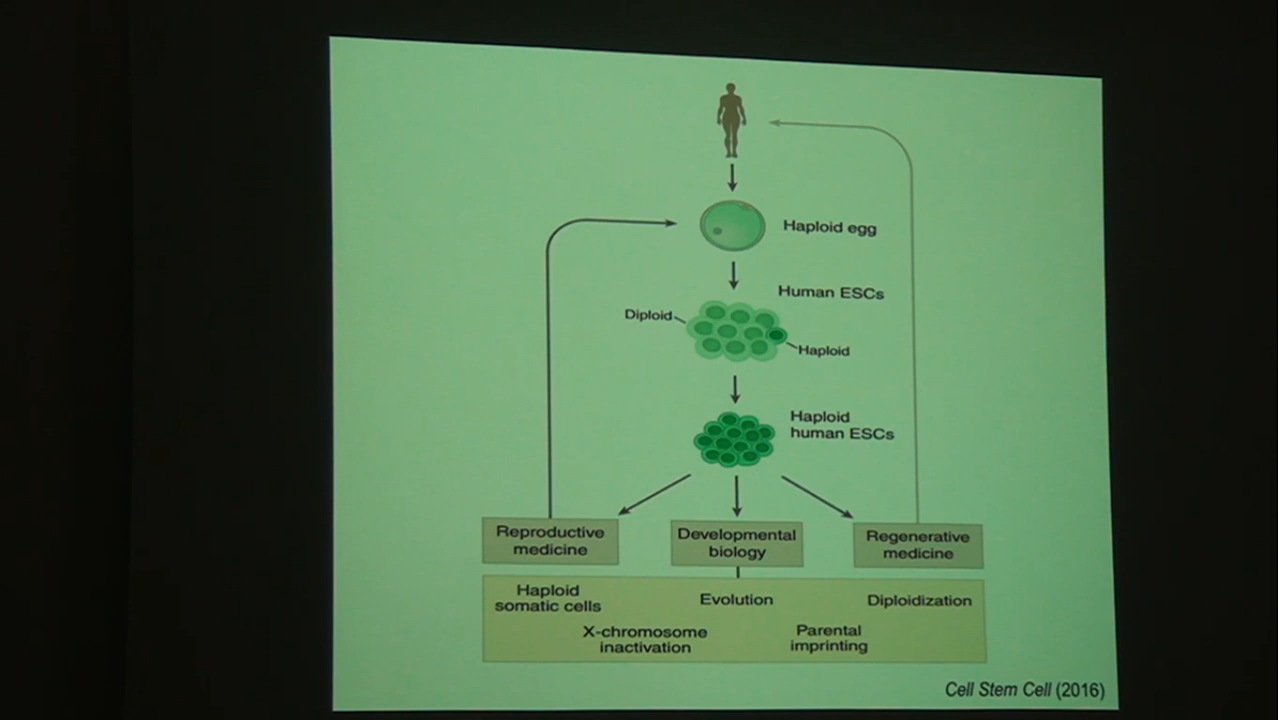 Haploid egg
Human ESCs
Diploid
Haploid
Haploid
human ESCs
Reproductive
medicine
Developmental
biology
Regenerative
medicine
Haploid
somatic cells
Evolution
Diploidization
X-chromosome
inactivation
Parental
imprinting
Cell Stem Cell (2016)